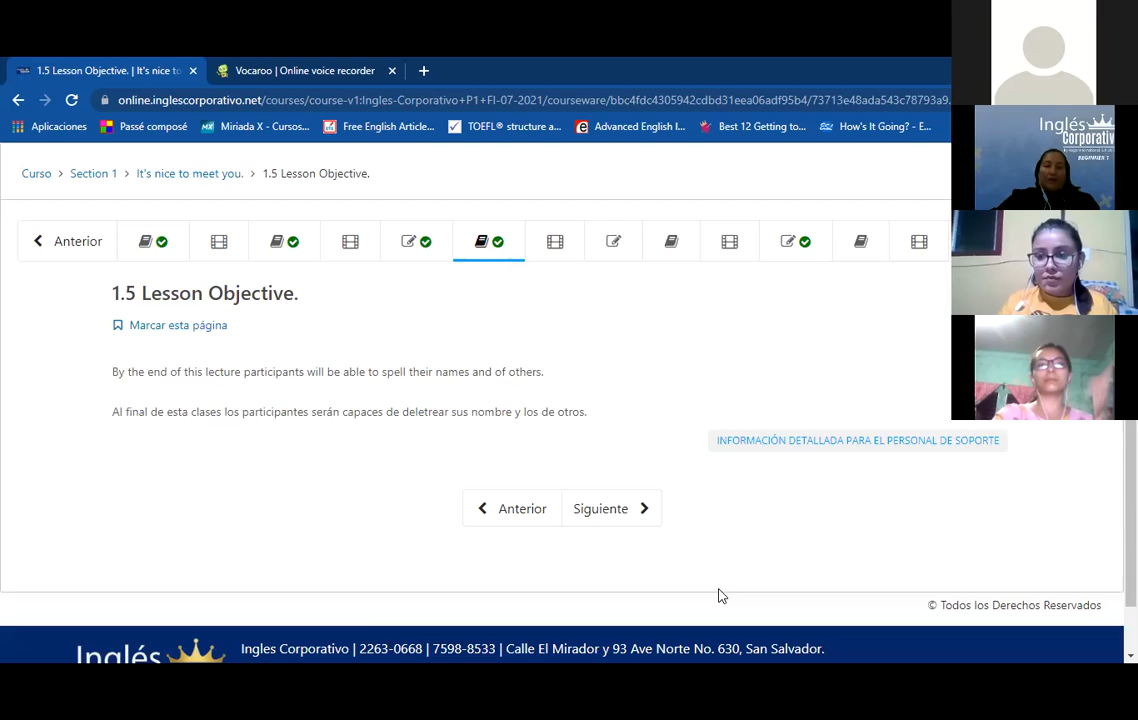 1.5 Lesson Objective. | It's nice to
Vocaroo | Online voice recorder
online.inglescorporativo.net/courses/course-v1:Ingles-Corporativo+P1+FI-07-2021/courseware/bbc4fdc4305942cdbd31eea06adf95b4/73713e48ada543c78793a9...
Aplicaciones
Passé composé
Miriada X - Cursos...
Free English Article...
TOEFL® structure a...
Advanced English I...
Best 12 Getting to...
How's It Going? - E...
Curso > Section 1 > It's nice to meet you. > 1.5 Lesson Objective.
Anterior
1.5 Lesson Objective.
Marcar esta página
By the end of this lecture participants will be able to spell their names and of others.
Al final de esta clases los participantes serán capaces de deletrear sus nombre y los de otros.
INFORMACIÓN DETALLADA PARA EL PERSONAL DE SOPORTE
Anterior
Siguiente
© Todos los Derechos Reservados
Inglés
Ingles Corporativo | 2263-0668 | 7598-8533 | Calle El Mirador y 93 Ave Norte No. 630, San Salvador.
Inglés
Corporativo
BEGINNER 1